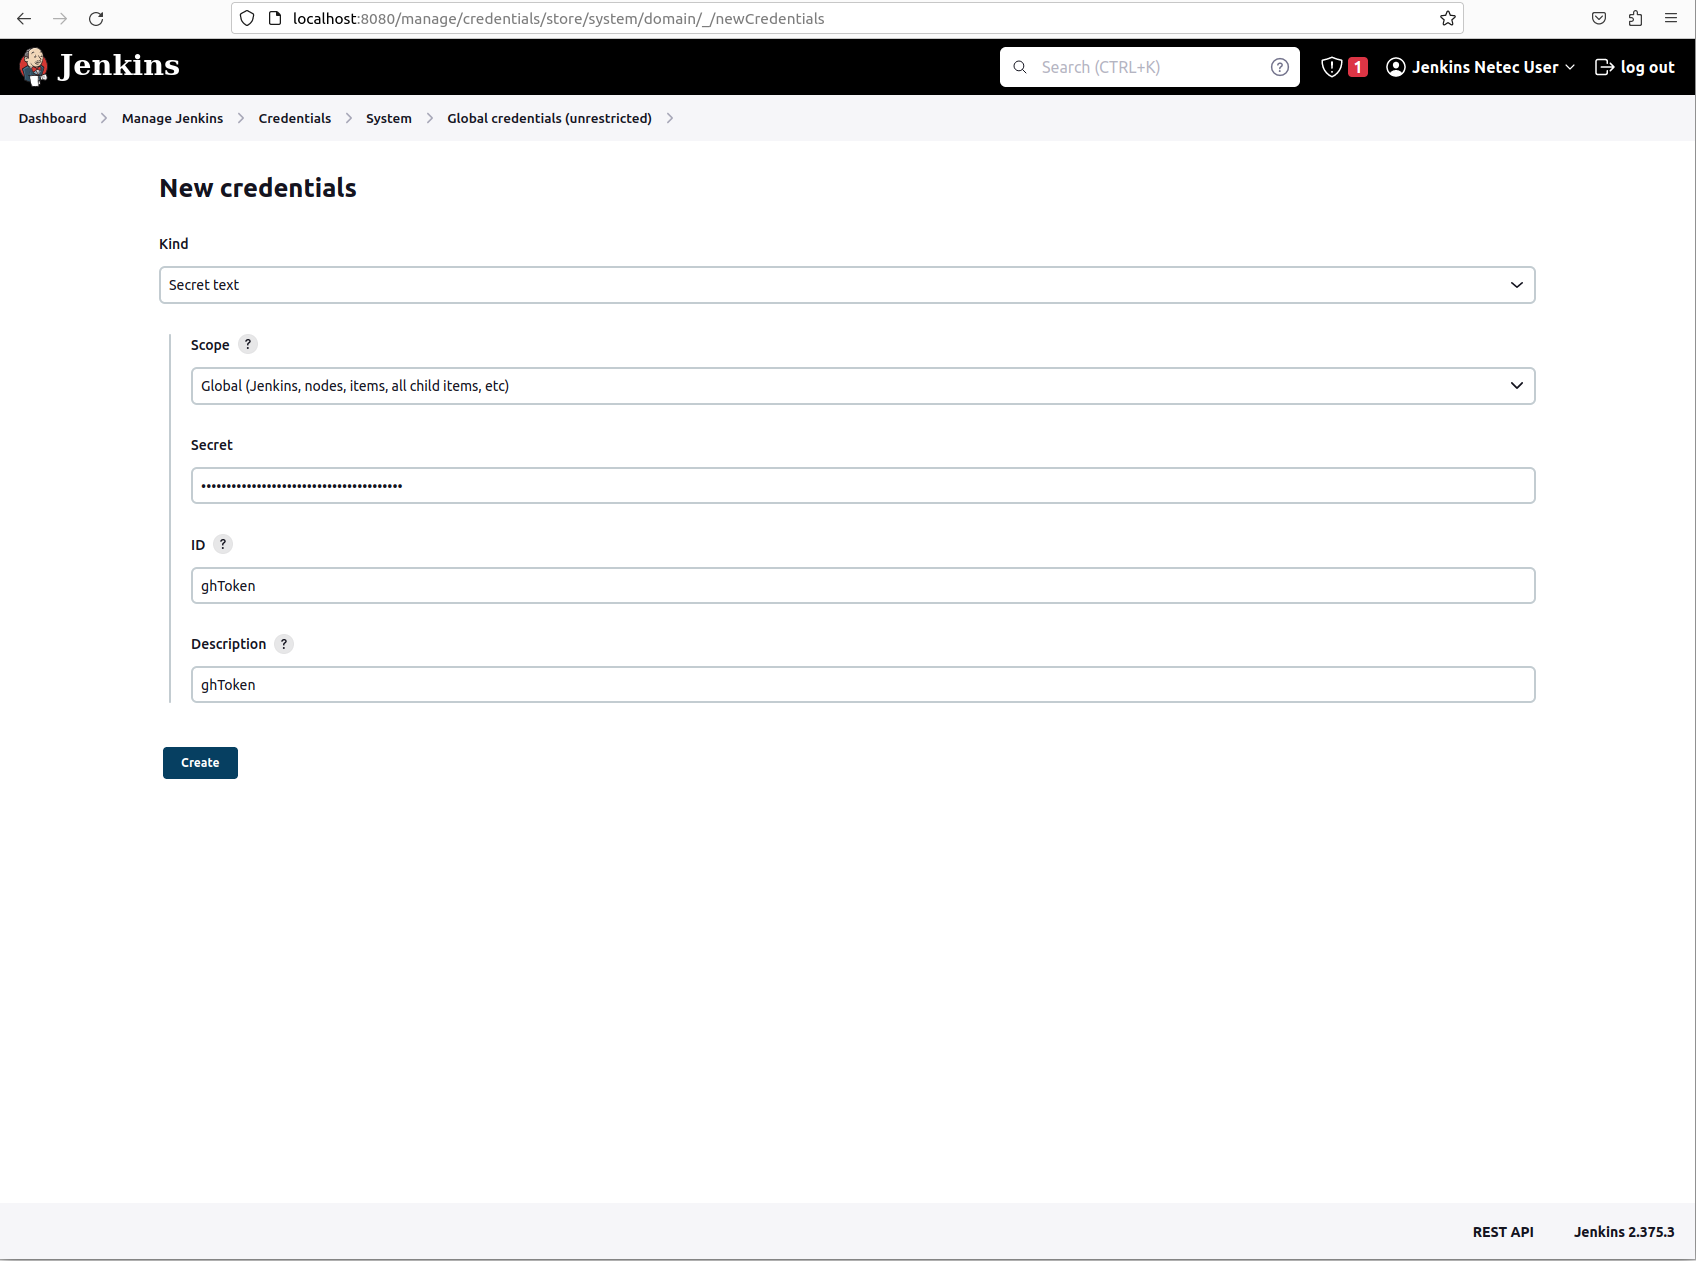 localhost:8080/manage/credentials/store/system/domain/_/newCredentials
Jenkins
Search (CTRL+K)
?
1
Jenkins Netec User
log out
Dashboard
Manage Jenkins
Credentials
System
Global credentials (unrestricted)
New credentials
Kind
Secret text
Scope ?
Global (Jenkins, nodes, items, all child items, etc)
Secret
••••••••••••••••••••••••••••••••••••••••
ID ?
ghToken
Description ?
ghToken
Create
REST API
Jenkins 2.375.3